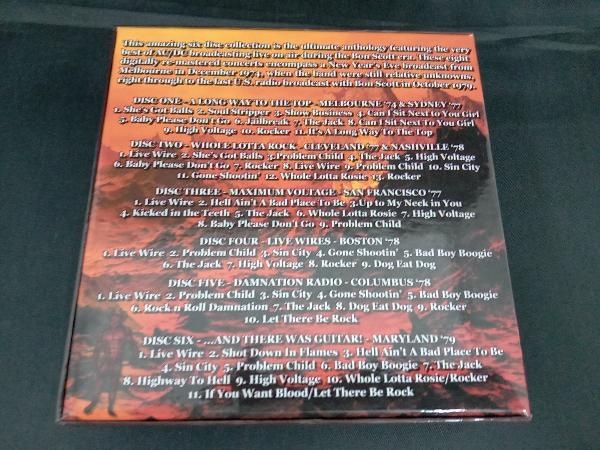 This amazing six disc collection is the ultimate anthology featuring the very
best of AC/DC broadcasting live on air during the Bon Scott era. These eight
digitally re-mastered concerts encompass a New Year's Eve broadcast from
Melbourne in December 1974, when the band were still relative unknowns,
right through to the last U.S. radio broadcast with Bon Scott in October 1979.
DISC ONE - A LONG WAY TO THE TOP - MELBOURNE '74 & SYDNEY '77
1. She's Got Balls 2. Soul Stripper 3. Show Business 4. Can I Sit Next to You Girl
5. Baby Please Don't Go 6. Jailbreak 7. The Jack 8. Can I Sit Next To You Girl
9. High Voltage 10. Rocker 11. It's A Long Way To The Top
DISC TWO - WHOLE LOTTA ROCK - CLEVELAND '77 & NASHVILLE '78
1. Live Wire 2. She's Got Balls 3.Problem Child 4. The Jack 5. High Voltage
6. Baby Please Don't Go 7. Rocker 8. Live Wire 9. Problem Child 10. Sin City
11. Gone Shootin' 12. Whole Lotta Rosie 13. Rocker
DISC THREE - MAXIMUM VOLTAGE - SAN FRANCISCO '77
1. Live Wire 2. Hell Ain't A Bad Place To Be 3.Up to My Neck in You
4. Kicked in the Teeth 5. The Jack 6. Whole Lotta Rosie 7. High Voltage
8. Baby Please Don't Go 9. Problem Child
DISC FOUR - LIVE WIRES - BOSTON '78
1. Live Wire 2. Problem Child 3. Sin City 4. Gone Shootin' 5. Bad Boy Boogie
6. The Jack 7. High Voltage 8. Rocker 9. Dog Eat Dog
DISC FIVE - DAMNATION RADIO - COLUMBUS '78
1. Live Wire 2. Problem Child 3. Sin City 4. Gone Shootin' 5. Bad Boy Boogie
6. Rock n Roll Damnation 7. The Jack 8. Dog Eat Dog 9. Rocker
10. Let There Be Rock
DISC SIX - ...AND THERE WAS GUITAR! - MARYLAND '79
1. Live Wire 2. Shot Down In Flames 3. Hell Ain't A Bad Place To Be
4. Sin City 5. Problem Child 6. Bad Boy Boogie 7. The Jack
8. Highway To Hell 9. High Voltage 10. Whole Lotta Rosie/Rocker
11. If You Want Blood/Let There Be Rock